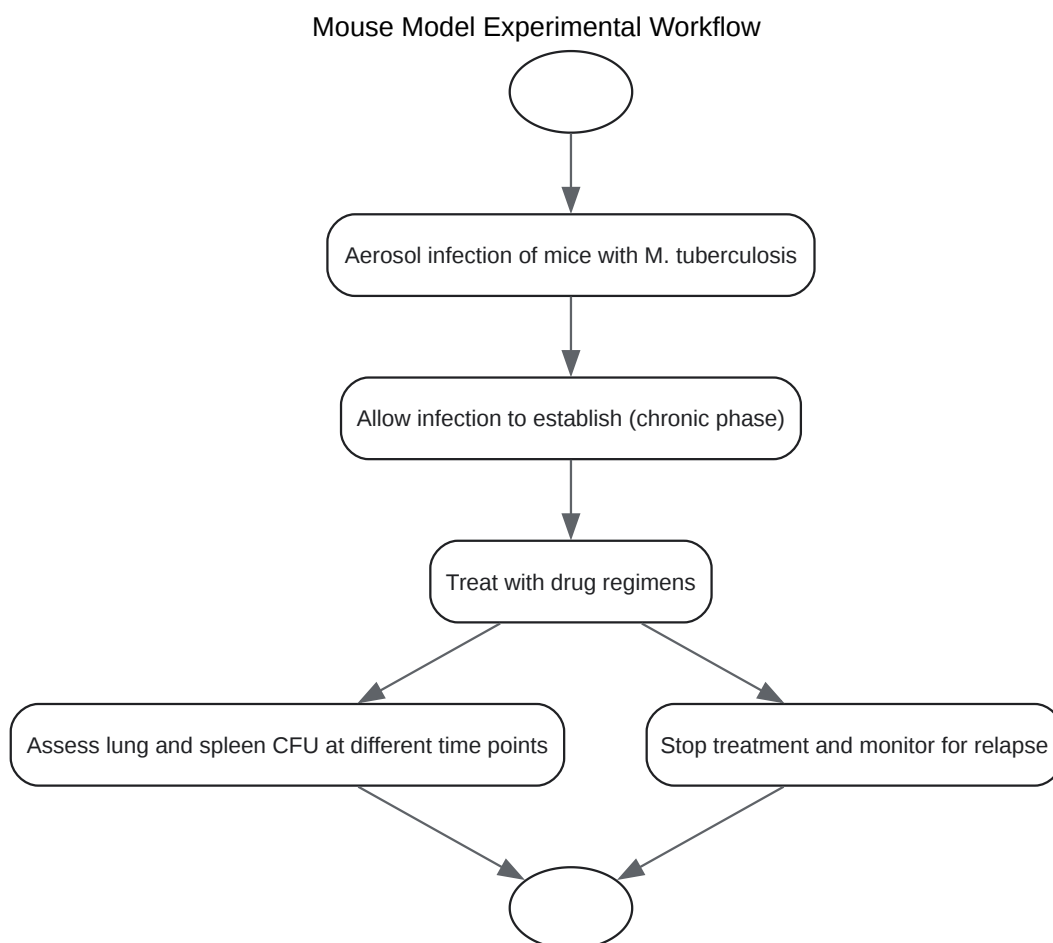 Mouse Model Experimental Workflow
Aerosol infection of mice with M. tuberculosis
Allow infection to establish (chronic phase)
Treat with drug regimens
Assess lung and spleen CFU at different time points
Stop treatment and monitor for relapse